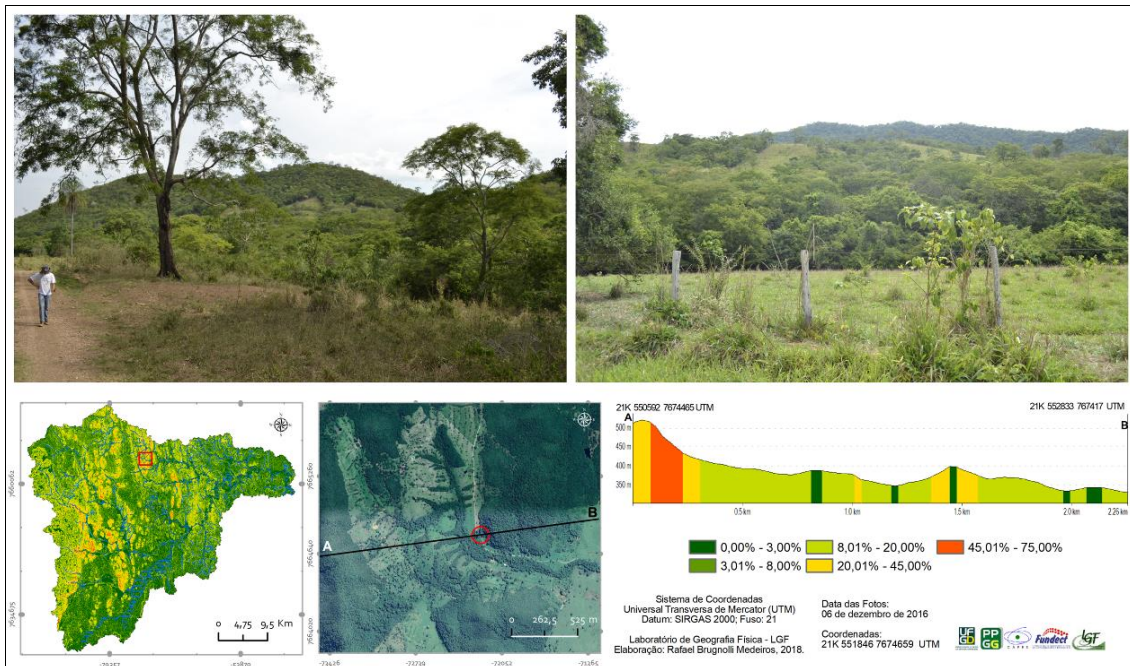 21K 550592 7674465 UTM
21K 552833 767417 UTM
A
B
500 m
450 m
400 m
350 m
0.5 km
1.0 km
1.5 km
2.0 km
2.25 km
A
B
0 4,75 9,5 Km
0 262,5 525 m
0,00% - 3,00%
8,01% - 20,00%
45,01% - 75,00%
3,01% - 8,00%
20,01% - 45,00%
Sistema de Coordenadas
Universal Transversa de Mercator (UTM)
Datum: SIRGAS 2000; Fuso: 21
Laboratório de Geografia Física - LGF
Elaboração: Rafael Brugnolli Medeiros, 2018.
Data das Fotos:
06 de dezembro de 2016
Coordenadas:
21K 551846 7674659 UTM
UF
GD
PP
GG
CAPES
Fundect
LGF